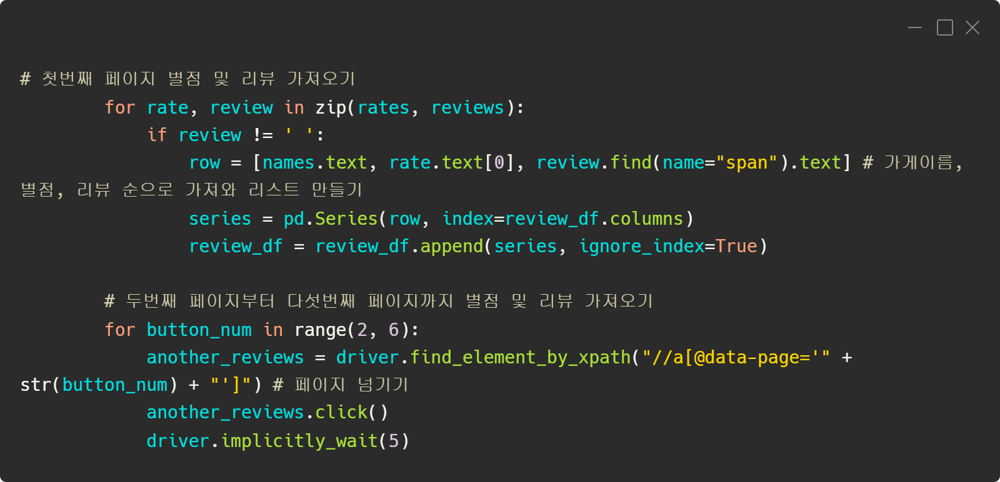 # 첫번째 페이지 별점 및 리뷰 가져오기
        for rate, review in zip(rates, reviews):
            if review != ' ':
                row = [names.text, rate.text[0], review.find(name="span").text] # 가게이름,
별점, 리뷰 순으로 가져와 리스트 만들기
                series = pd.Series(row, index=review_df.columns)
                review_df = review_df.append(series, ignore_index=True)

        # 두번째 페이지부터 다섯번째 페이지까지 별점 및 리뷰 가져오기
        for button_num in range(2, 6):
            another_reviews = driver.find_element_by_xpath("//a[@data-page='" +
str(button_num) + "']") # 페이지 넘기기
            another_reviews.click()
            driver.implicitly_wait(5)